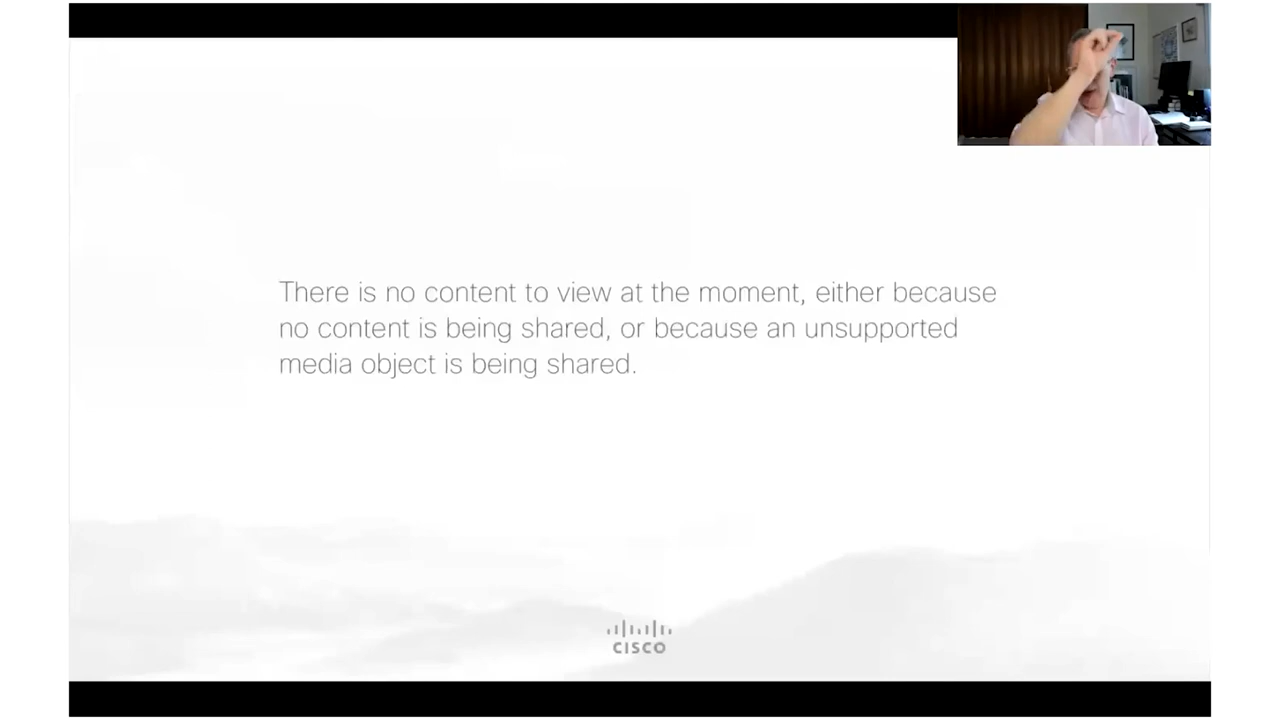 There is no content to view at the moment, either because
no content is being shared, or because an unsupported
media object is being shared.
CISCO